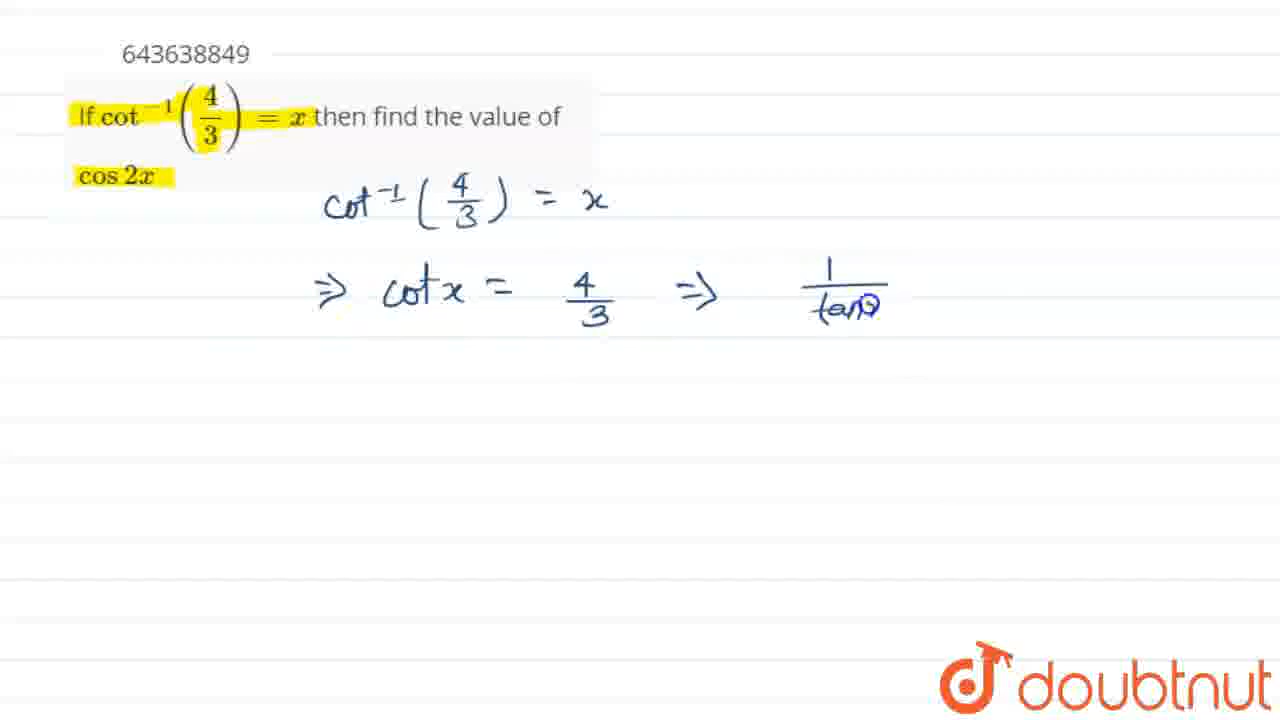 643638849
If cot⁻¹(4/3) = x then find the value of
cos 2x
cot⁻¹ (4/3) = x
⇒ cot x = 4/3 ⇒ 1/tan
doubtnut